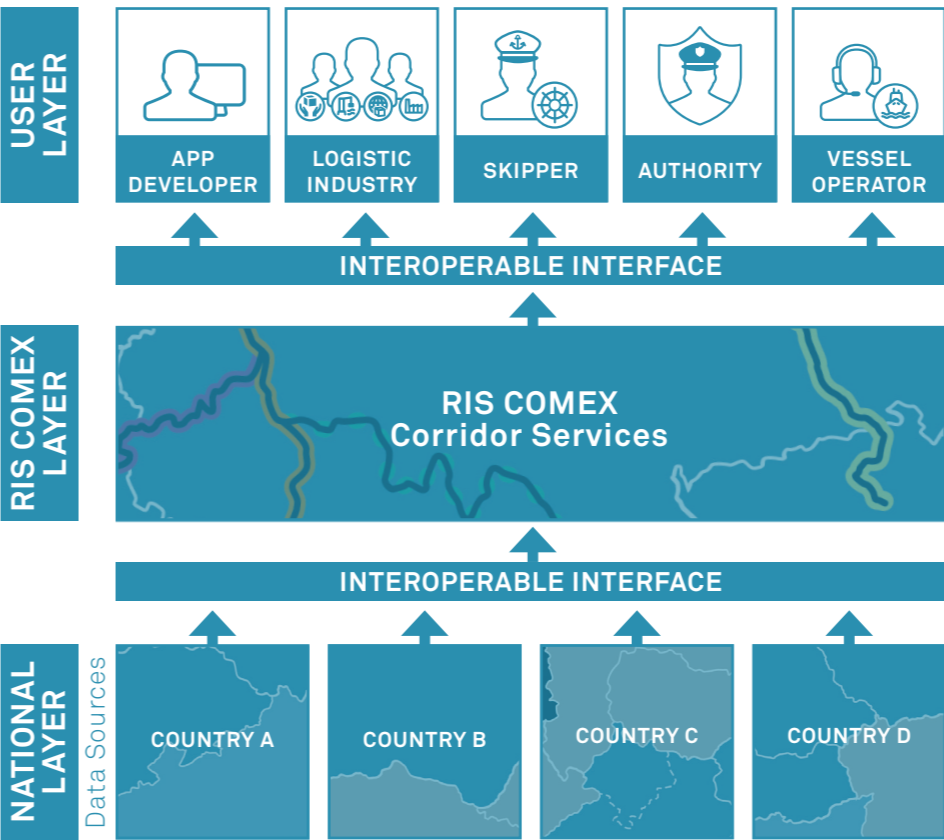 USER
LAYER
APP
DEVELOPER
LOGISTIC
INDUSTRY
SKIPPER
AUTHORITY
VESSEL
OPERATOR
INTEROPERABLE INTERFACE
RIS COMEX
LAYER
RIS COMEX
Corridor Services
INTEROPERABLE INTERFACE
NATIONAL
LAYER
Data Sources
COUNTRY A
COUNTRY B
COUNTRY C
COUNTRY D